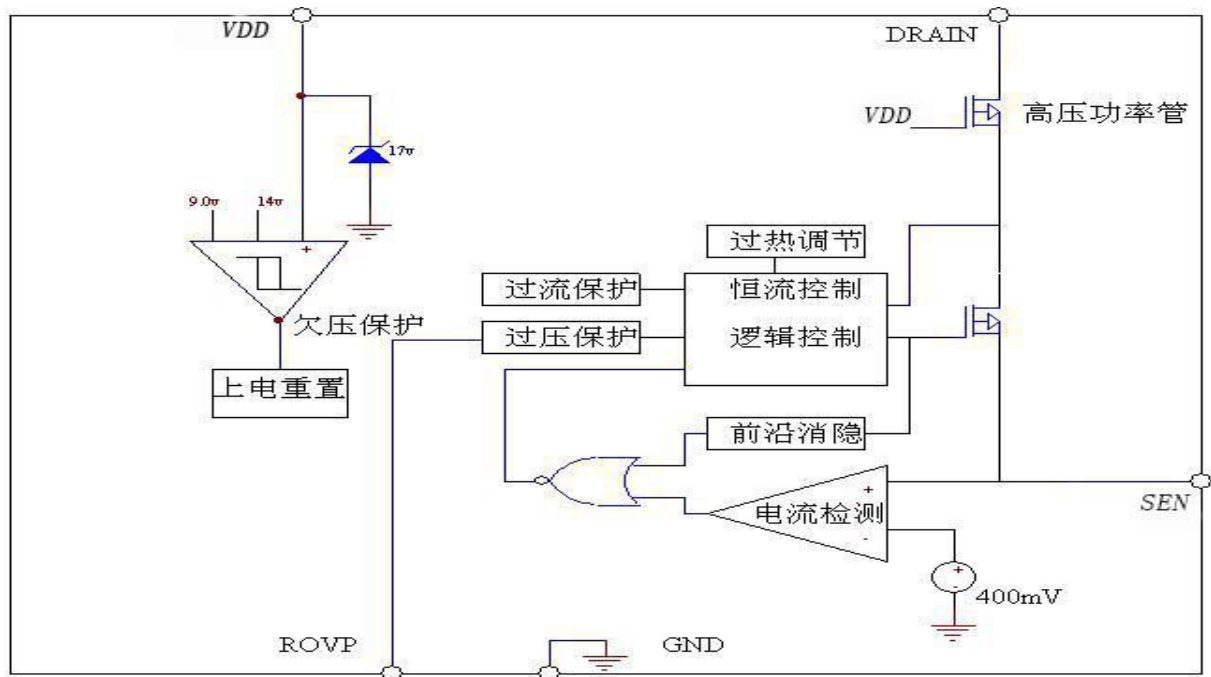 VDD
DRAIN
VDD
高压功率管
17v
9.0v
14v
+
过热调节
过流保护
恒流控制
欠压保护
过压保护
逻辑控制
上电重置
前沿消隐
+
电流检测
-
SEN
+
-
400mV
ROVP
GND